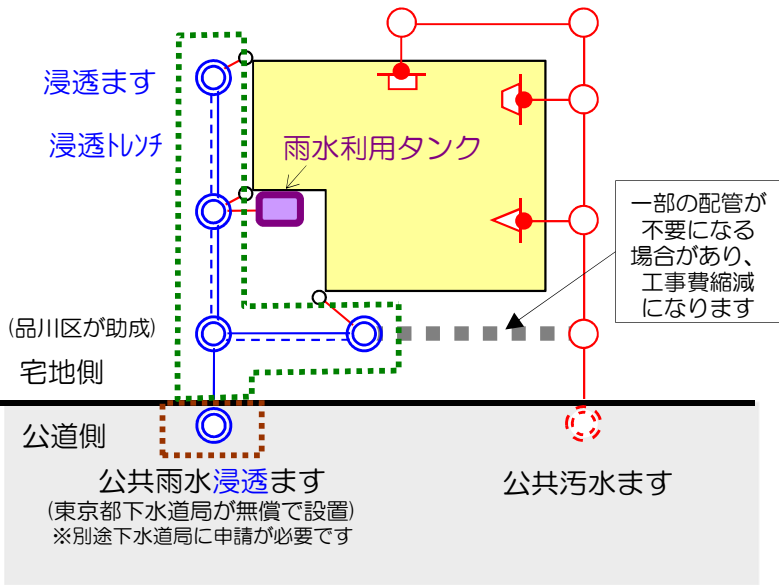 浸透ます
浸透トレンチ
雨水利用タンク
一部の配管が
不要になる
場合があり、
工事費縮減
になります
(品川区が助成)
宅地側
公道側
公共雨水浸透ます
(東京都下水道局が無償で設置)
※別途下水道局に申請が必要です
公共汚水ます